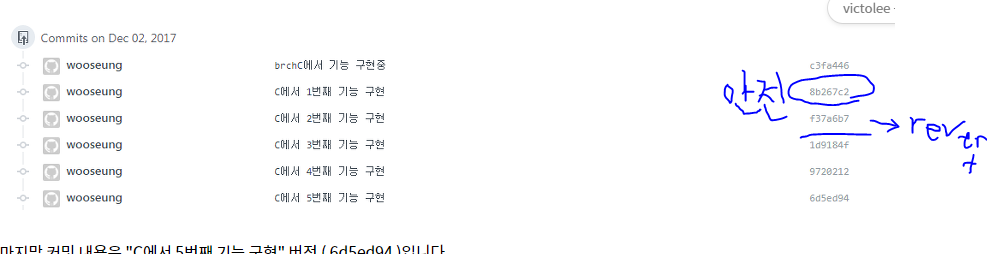 victolee
Commits on Dec 02, 2017
wooseung brchC에서 기능 구현중 c3fa446
wooseung C에서 1번째 기능 구현 8b267c2
wooseung C에서 2번째 기능 구현 f37a6b7
wooseung C에서 3번째 기능 구현 1d9184f
wooseung C에서 4번째 기능 구현 9720212
wooseung C에서 5번째 기능 구현 6d5ed94
revert
마지막 커밋 내용은 "C에서 5번째 기능 구현" 버전 ( 6d5ed94 )입니다